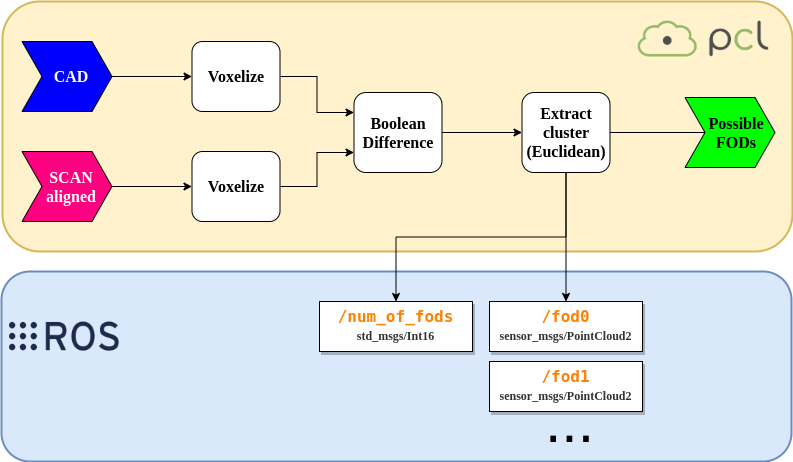 pcl
CAD
Voxelize
Boolean
Difference
Extract
cluster
(Euclidean)
Possible
FODs
SCAN
aligned
Voxelize
ROS
/num_of_fods
std_msgs/Int16
/fod0
sensor_msgs/PointCloud2
/fod1
sensor_msgs/PointCloud2
...